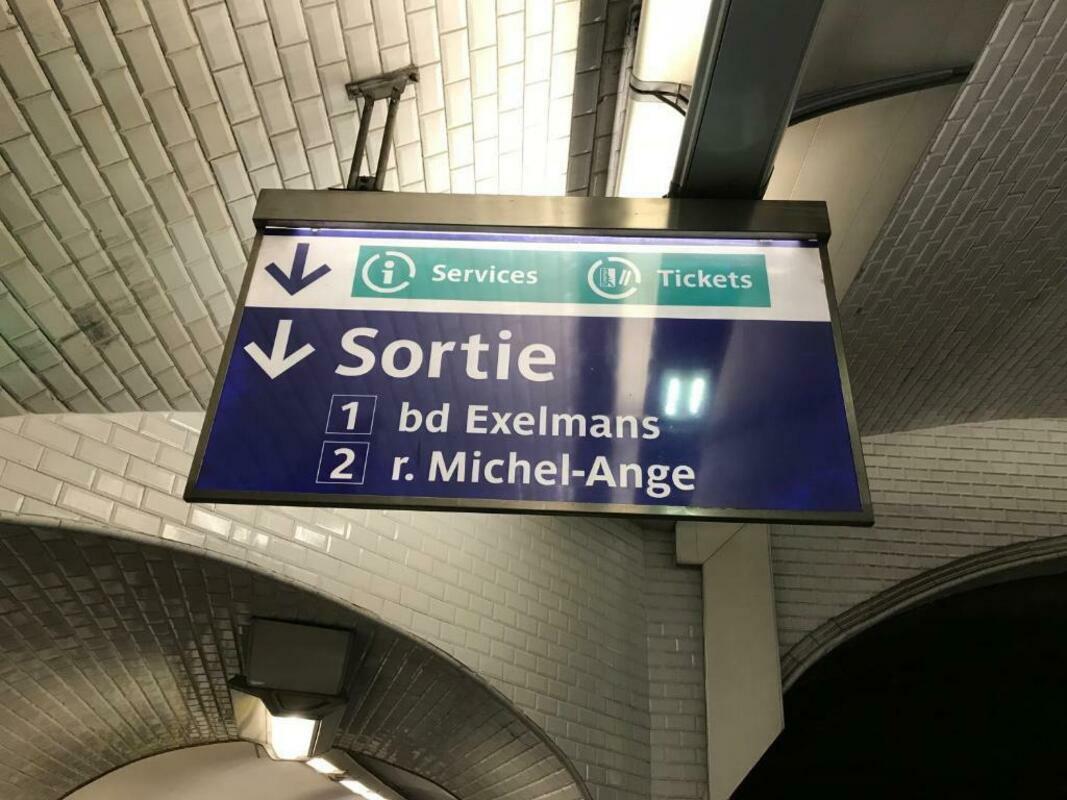 Services Tickets
Sortie
1 bd Exelmans
2 r. Michel-Ange